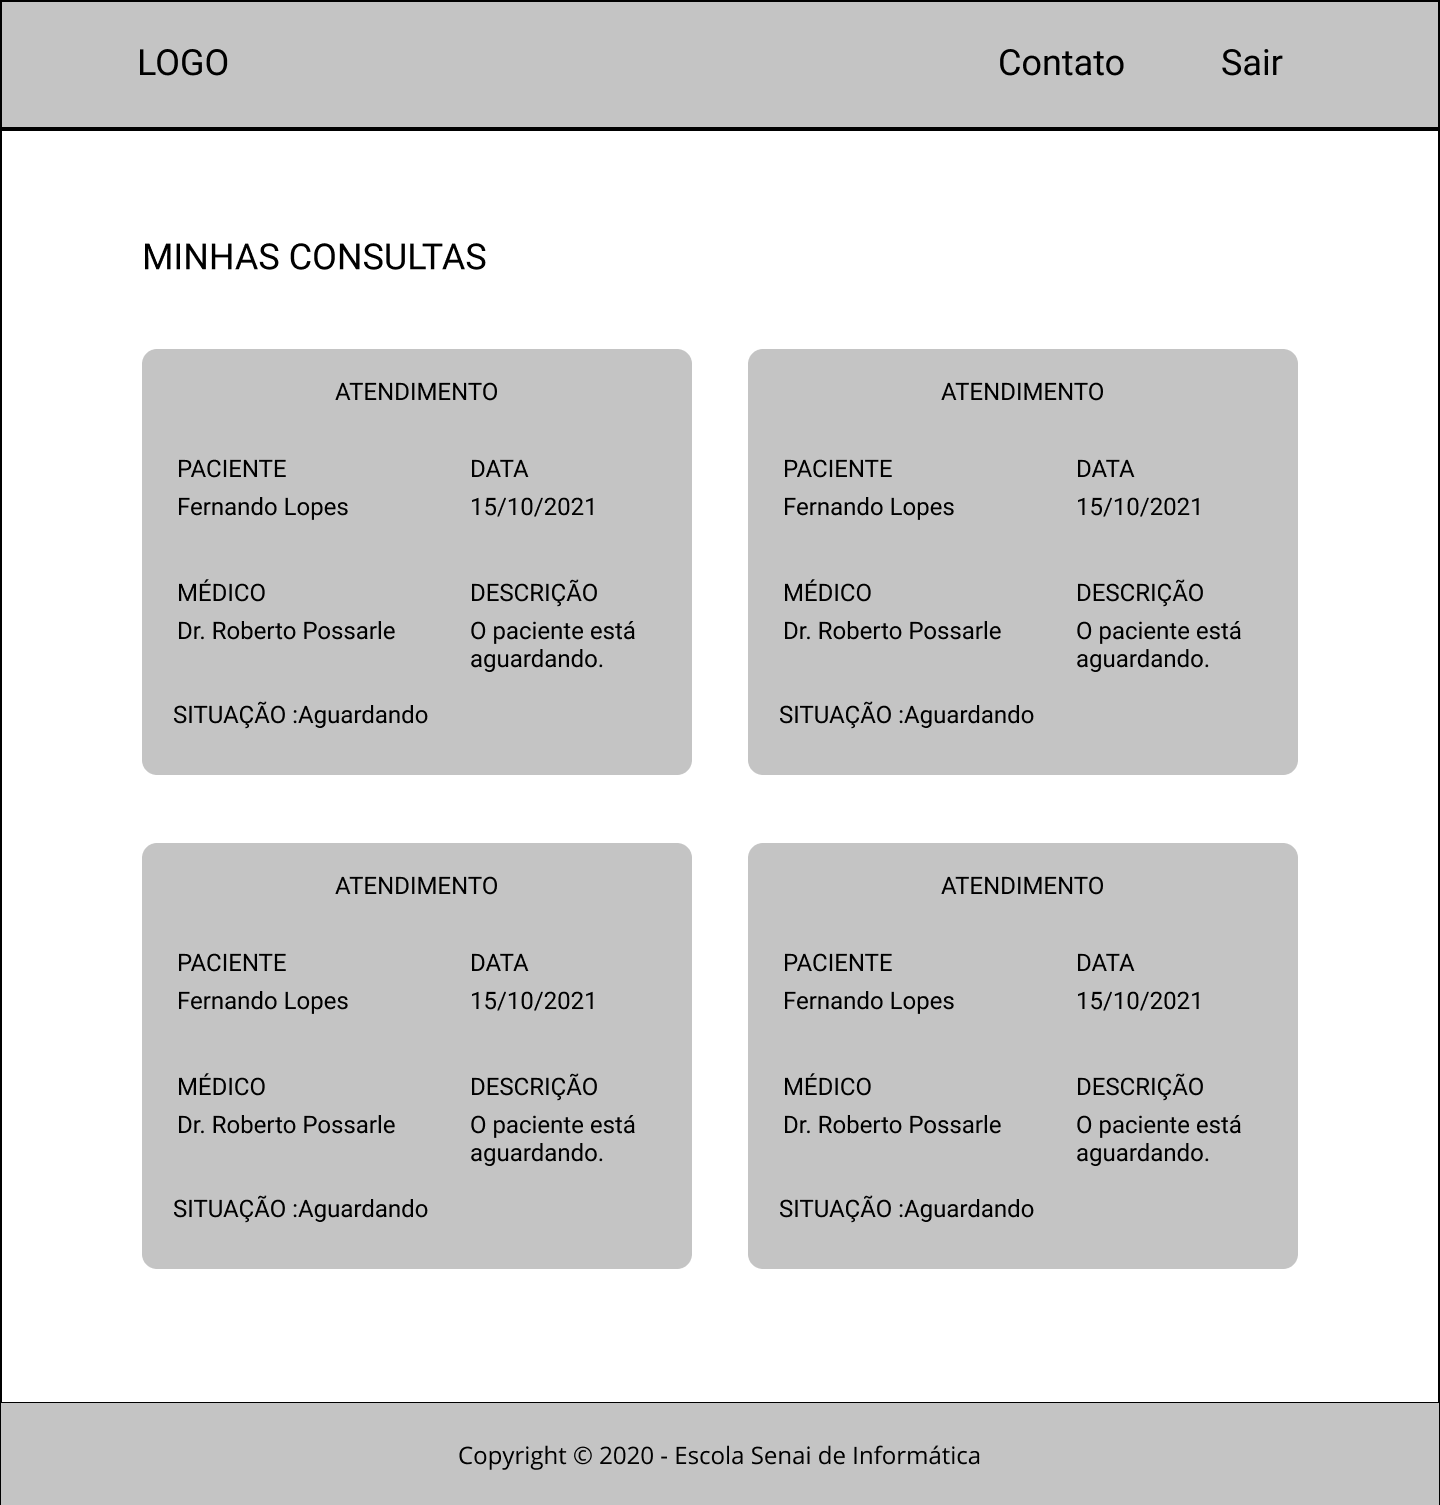 LOGO
Contato
Sair
MINHAS CONSULTAS
ATENDIMENTO
PACIENTE
DATA
Fernando Lopes
15/10/2021
MÉDICO
DESCRIÇÃO
Dr. Roberto Possarle
O paciente está
aguardando.
SITUAÇÃO :Aguardando
ATENDIMENTO
PACIENTE
DATA
Fernando Lopes
15/10/2021
MÉDICO
DESCRIÇÃO
Dr. Roberto Possarle
O paciente está
aguardando.
SITUAÇÃO :Aguardando
ATENDIMENTO
PACIENTE
DATA
Fernando Lopes
15/10/2021
MÉDICO
DESCRIÇÃO
Dr. Roberto Possarle
O paciente está
aguardando.
SITUAÇÃO :Aguardando
ATENDIMENTO
PACIENTE
DATA
Fernando Lopes
15/10/2021
MÉDICO
DESCRIÇÃO
Dr. Roberto Possarle
O paciente está
aguardando.
SITUAÇÃO :Aguardando
Copyright © 2020 - Escola Senai de Informática